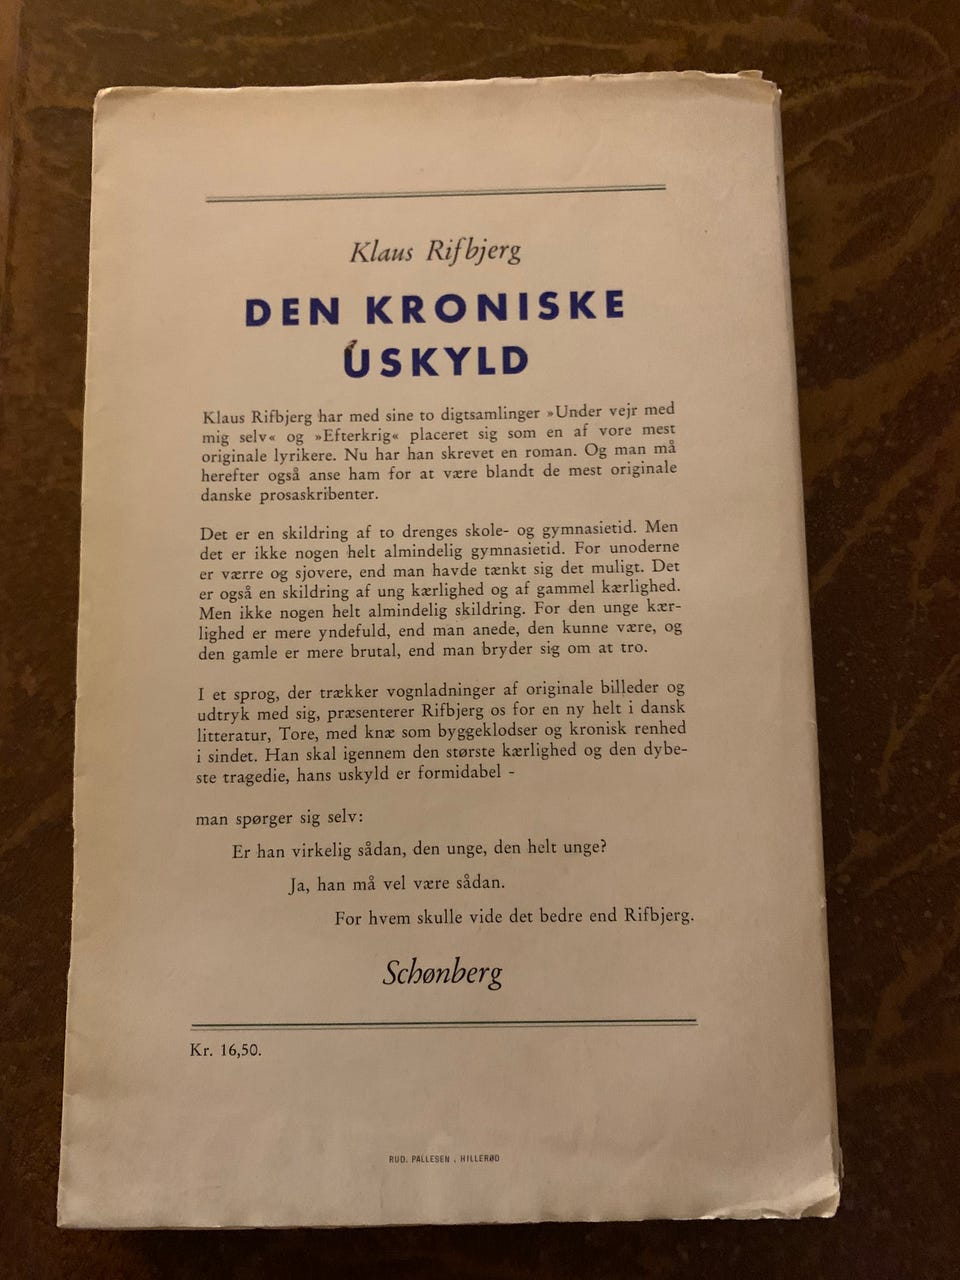 Klaus Rifbjerg
DEN KRONISKE
USKYLD
Klaus Rifbjerg har med sine to digtsamlinger »Under vejr med
mig selv« og »Efterkrig« placeret sig som en af vore mest
originale lyrikere. Nu har han skrevet en roman. Og man må
herefter også anse ham for at være blandt de mest originale
danske prosaskribenter.
Det er en skildring af to drenges skole- og gymnasietid. Men
det er ikke nogen helt almindelig gymnasietid. For unoderne
er værre og sjovere, end man havde tænkt sig det muligt. Det
er også en skildring af ung kærlighed og af gammel kærlighed.
Men ikke nogen helt almindelig skildring. For den unge kær-
lighed er mere yndefuld, end man anede, den kunne være, og
den gamle er mere brutal, end man bryder sig om at tro.
I et sprog, der trækker vognladninger af originale billeder og
udtryk med sig, præsenterer Rifbjerg os for en ny helt i dansk
litteratur, Tore, med knæ som byggeklodser og kronisk renhed
i sindet. Han skal igennem den største kærlighed og den dybe-
ste tragedie, hans uskyld er formidabel -
man spørger sig selv:
Er han virkelig sådan, den unge, den helt unge?
Ja, han må vel være sådan.
For hvem skulle vide det bedre end Rifbjerg.
Schønberg
Kr. 16,50.
RUD. PALLESEN . HILLERØD